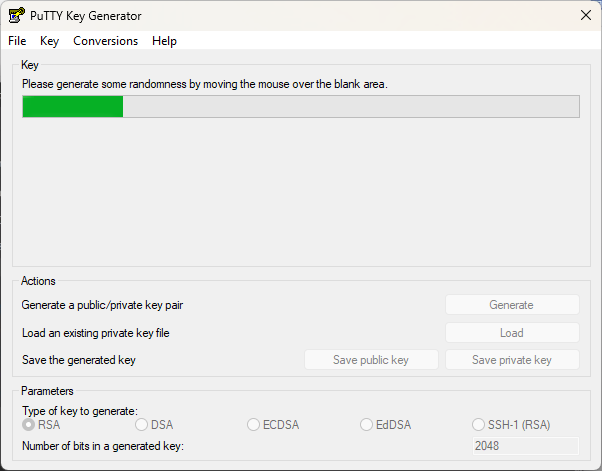 PuTTY Key Generator
File Key Conversions Help
Key
Please generate some randomness by moving the mouse over the blank area.
Actions
Generate a public/private key pair Generate
Load an existing private key file Load
Save the generated key Save public key Save private key
Parameters
Type of key to generate:
RSA DSA ECDSA EdDSA SSH-1 (RSA)
Number of bits in a generated key: 2048